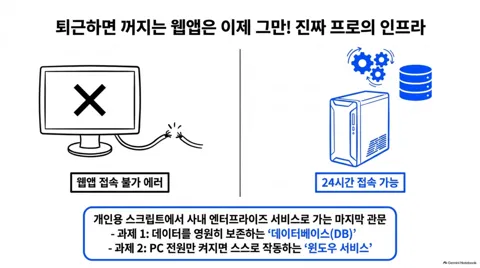 퇴근하면 꺼지는 웹앱은 이제 그만! 진짜 프로의 인프라
웹앱 접속 불가 에러
24시간 접속 가능
개인용 스크립트에서 사내 엔터프라이즈 서비스로 가는 마지막 관문
- 과제 1: 데이터를 영원히 보존하는 '데이터베이스(DB)'
- 과제 2: PC 전원만 켜지면 스스로 작동하는 '윈도우 서비스'
NotebookLM